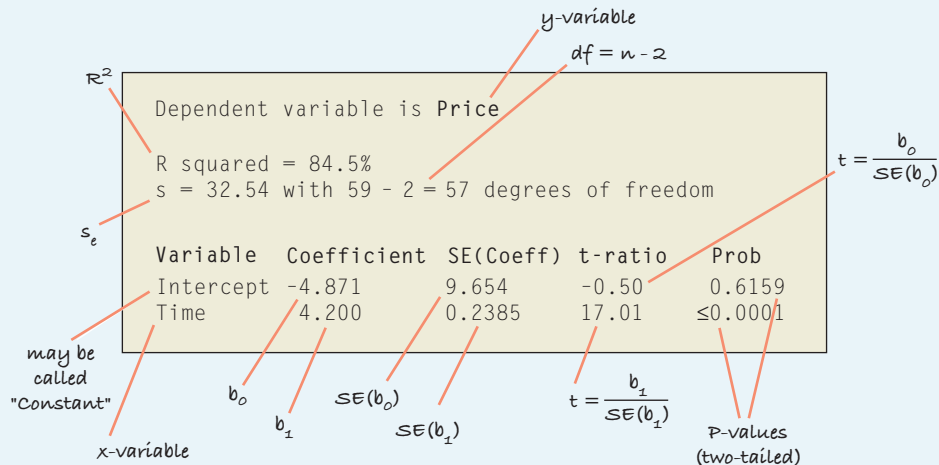 y-variable
df = n - 2
R²
Dependent variable is Price
R squared = 84.5%
s = 32.54 with 59 - 2 = 57 degrees of freedom
t = b₀ / SE(b₀)
sₑ
Variable Coefficient SE(Coeff) t-ratio Prob
Intercept -4.871 9.654 -0.50 0.6159
Time 4.200 0.2385 17.01 ≤0.0001
may be
called
"Constant"
x-variable
b₀
b₁
SE(b₀)
SE(b₁)
t = b₁ / SE(b₁)
P-values
(two-tailed)